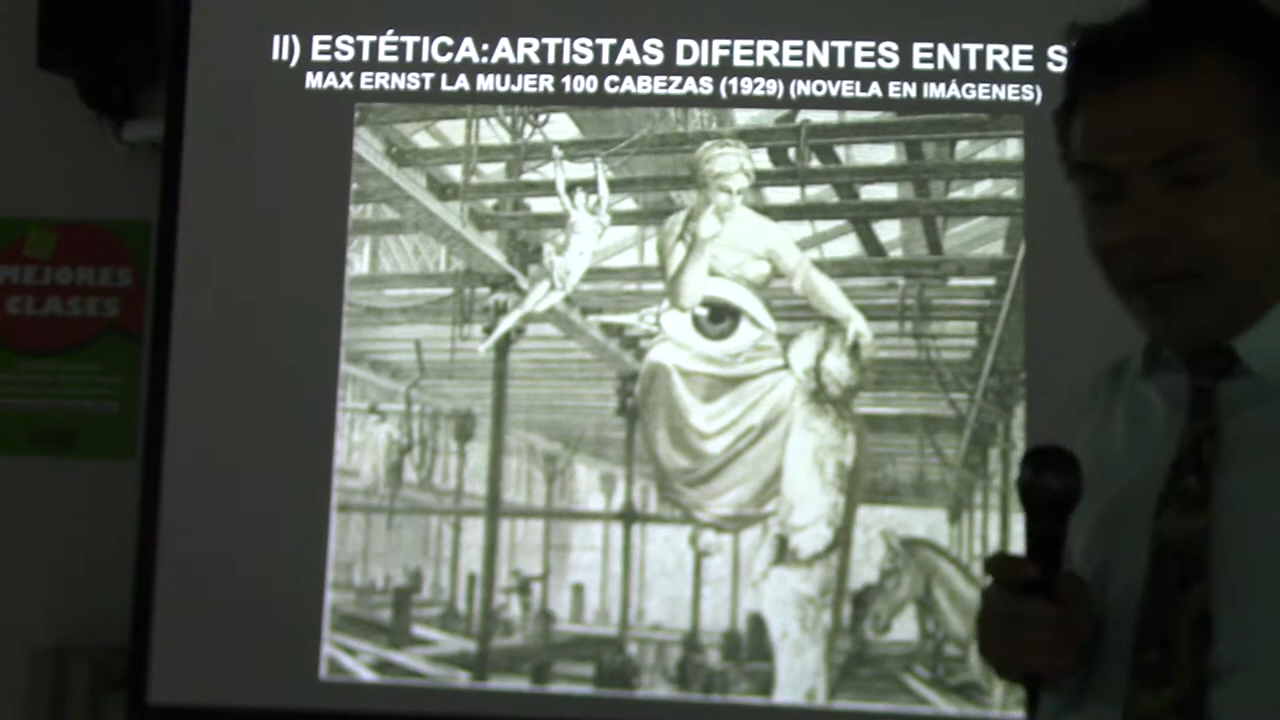 II) ESTÉTICA:ARTISTAS DIFERENTES ENTRE
MAX ERNST LA MUJER 100 CABEZAS (1929) (NOVELA EN IMÁGENES)
MEJORES
CLASES